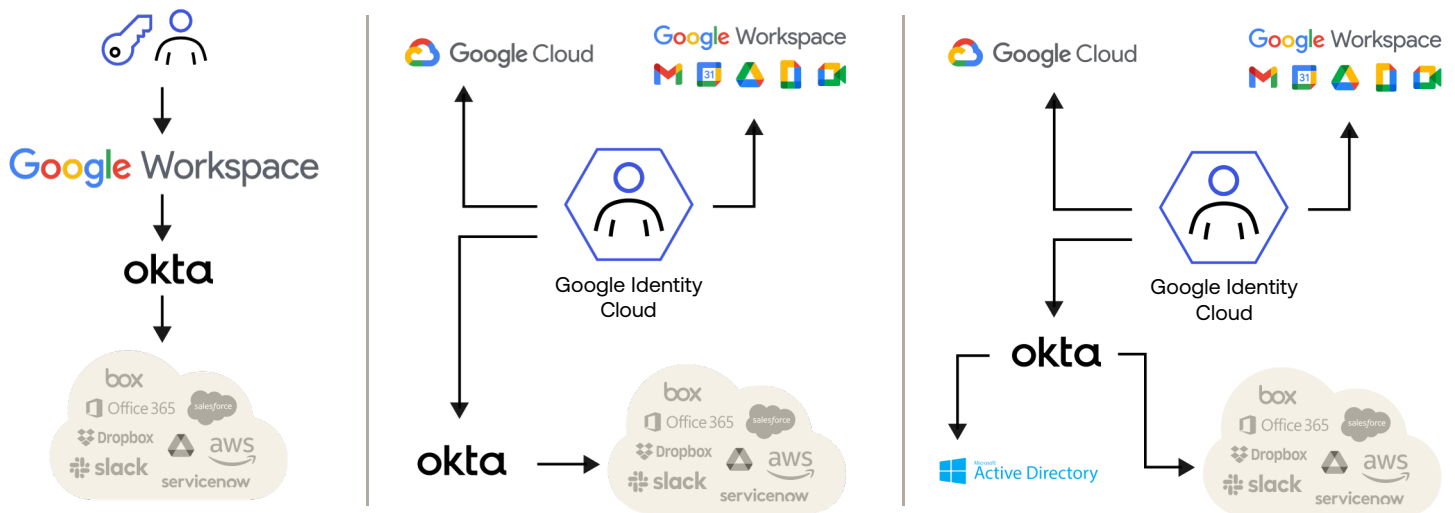 Google Workspace
okta
box
Office 365
salesforce
Dropbox
aws
slack
servicenow
Google Cloud
Google Workspace
31
Google Identity
Cloud
okta
box
Office 365
salesforce
Dropbox
aws
slack
servicenow
Google Cloud
Google Workspace
31
Google Identity
Cloud
okta
Microsoft
Active Directory
box
Office 365
salesforce
Dropbox
aws
slack
servicenow